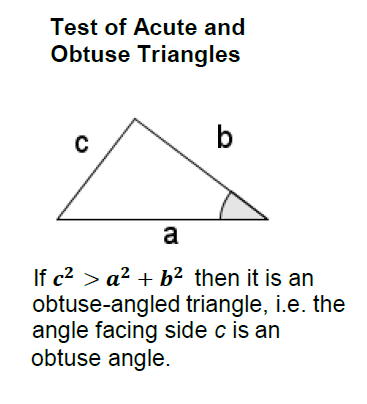 Test of Acute and
Obtuse Triangles
c
b
a
If c² > a² + b² then it is an
obtuse-angled triangle, i.e. the
angle facing side c is an
obtuse angle.